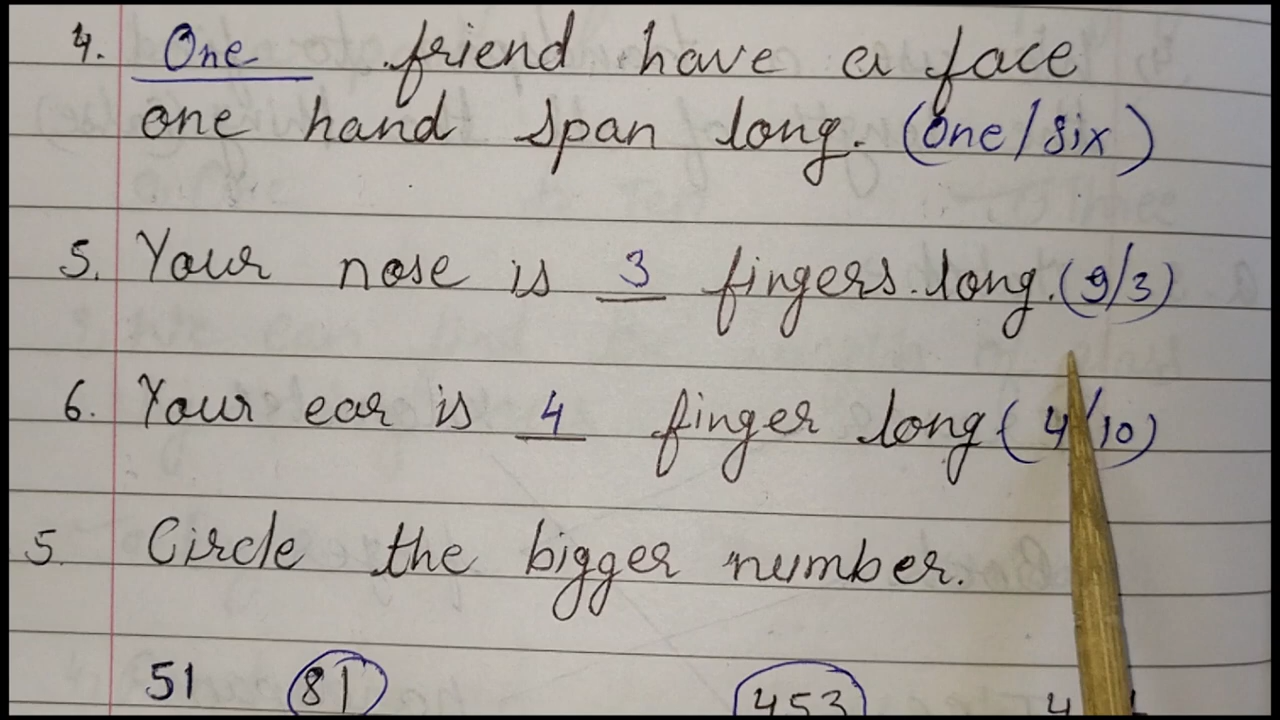 4. One friend have a face
one hand span long. (One/six)
5. Your nose is 3 fingers long. (9/3)
6. Your ear is 4 finger long (4/10)
5. Circle the bigger number.
51 81 453